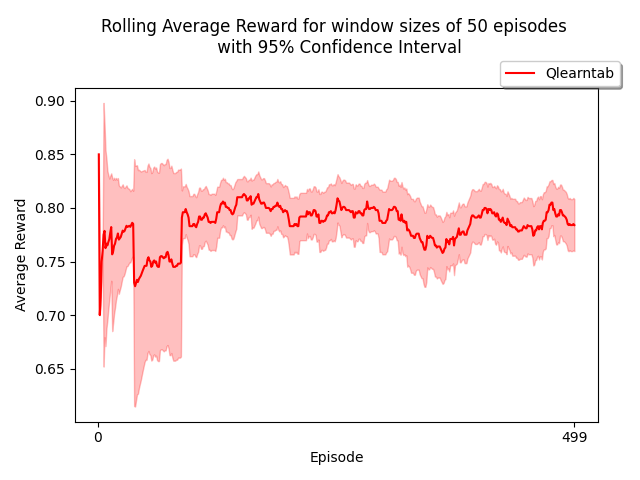 Rolling Average Reward for window sizes of 50 episodes
with 95% Confidence Interval
Qlearntab
0.90
0.85
0.80
0.75
0.70
0.65
Average Reward
0 499
Episode